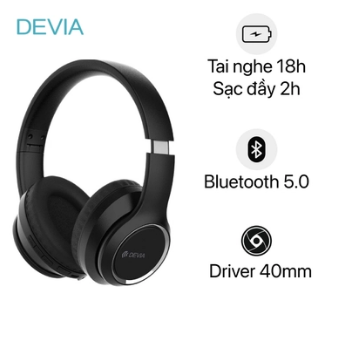 DEVIA
Tai nghe 18h
Sạc đầy 2h
Bluetooth 5.0
DEVIA
Driver 40mm